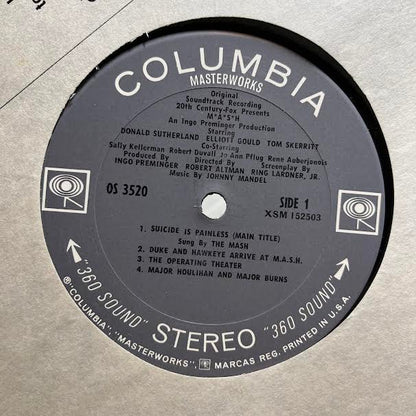 COLUMBIA
MASTERWORKS
Original
Soundtrack Recording
20th Century-Fox Presents
M*A*S*H
An Ingo Preminger Production
Starring
DONALD SUTHERLAND ELLIOTT GOULD TOM SKERRITT
Co-Starring
Sally Kellerman Robert Duvall Jo Ann Pflug Rene Auberjonois
Produced By Directed By Screenplay By
INGO PREMINGER ROBERT ALTMAN RING LARDNER, JR.
Music By JOHNNY MANDEL
OS 3520
SIDE 1
XSM 152503
1. SUICIDE IS PAINLESS (MAIN TITLE)
Sung By THE MASH
2. DUKE AND HAWKEYE ARRIVE AT M.A.S.H.
3. THE OPERATING THEATER
4. MAJOR HOULIHAN AND MAJOR BURNS
"360 SOUND" STEREO "360 SOUND"
℗"COLUMBIA", "MASTERWORKS", MARCAS REG. PRINTED IN U.S.A.